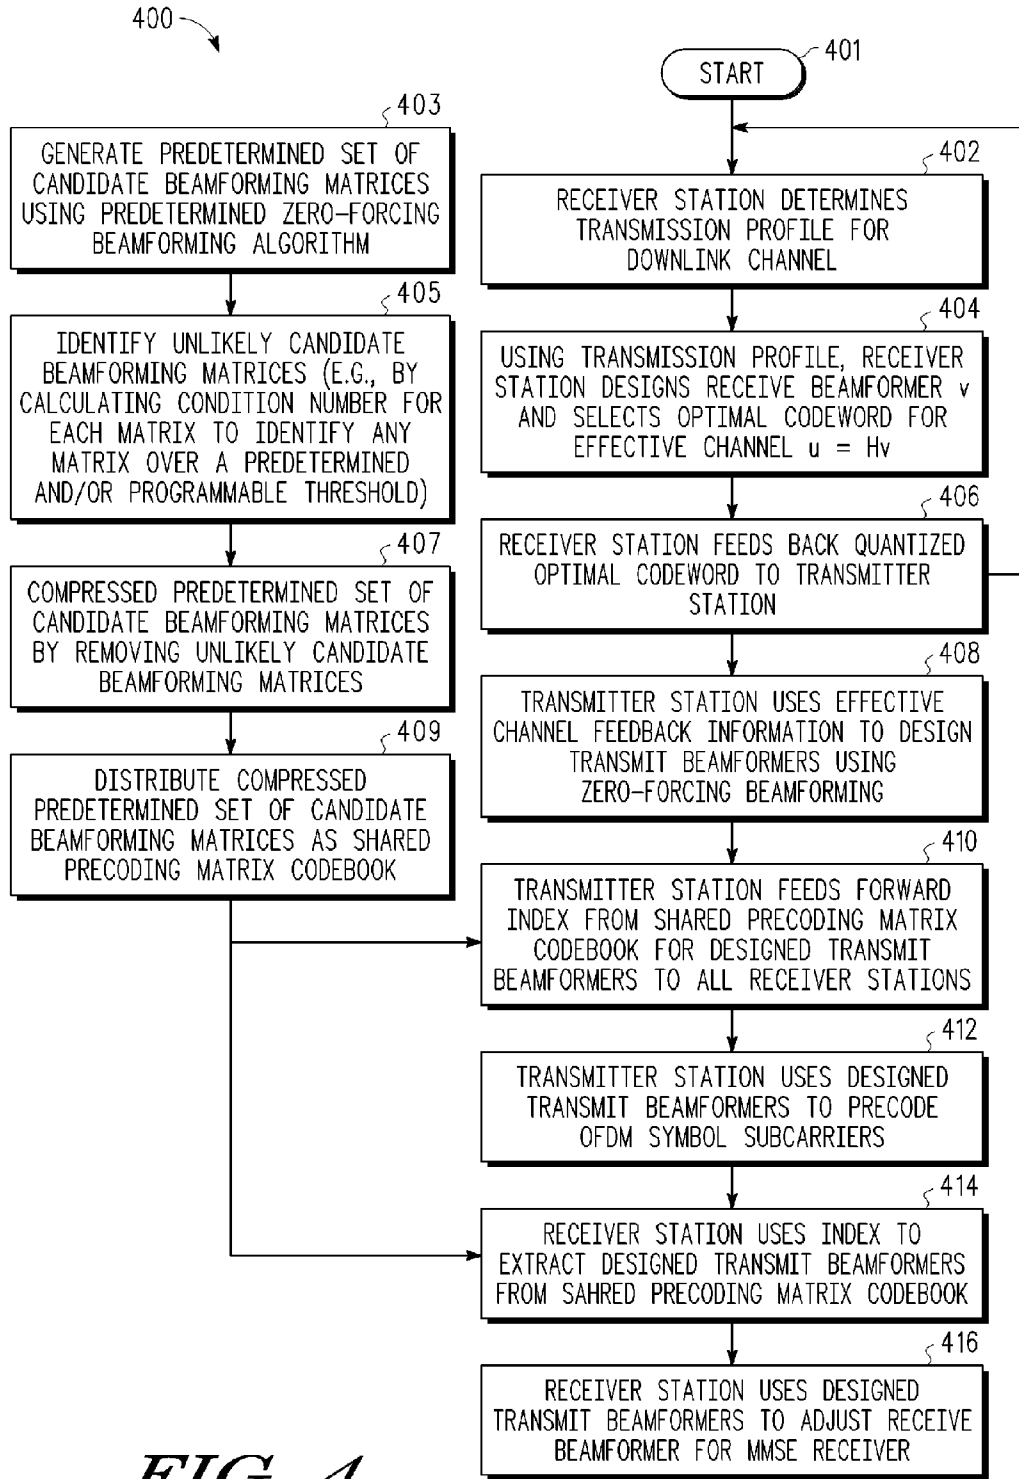 400
START
401
403
GENERATE PREDETERMINED SET OF
CANDIDATE BEAMFORMING MATRICES
USING PREDETERMINED ZERO-FORCING
BEAMFORMING ALGORITHM
405
IDENTIFY UNLIKELY CANDIDATE
BEAMFORMING MATRICES (E.G., BY
CALCULATING CONDITION NUMBER FOR
EACH MATRIX TO IDENTIFY ANY
MATRIX OVER A PREDETERMINED
AND/OR PROGRAMMABLE THRESHOLD)
407
COMPRESSED PREDETERMINED SET OF
CANDIDATE BEAMFORMING MATRICES
BY REMOVING UNLIKELY CANDIDATE
BEAMFORMING MATRICES
409
DISTRIBUTE COMPRESSED
PREDETERMINED SET OF CANDIDATE
BEAMFORMING MATRICES AS SHARED
PRECODING MATRIX CODEBOOK
402
RECEIVER STATION DETERMINES
TRANSMISSION PROFILE FOR
DOWNLINK CHANNEL
404
USING TRANSMISSION PROFILE, RECEIVER
STATION DESIGNS RECEIVE BEAMFORMER v
AND SELECTS OPTIMAL CODEWORD FOR
EFFECTIVE CHANNEL u = Hv
406
RECEIVER STATION FEEDS BACK QUANTIZED
OPTIMAL CODEWORD TO TRANSMITTER
STATION
408
TRANSMITTER STATION USES EFFECTIVE
CHANNEL FEEDBACK INFORMATION TO DESIGN
TRANSMIT BEAMFORMERS USING
ZERO-FORCING BEAMFORMING
410
TRANSMITTER STATION FEEDS FORWARD
INDEX FROM SHARED PRECODING MATRIX
CODEBOOK FOR DESIGNED TRANSMIT
BEAMFORMERS TO ALL RECEIVER STATIONS
412
TRANSMITTER STATION USES DESIGNED
TRANSMIT BEAMFORMERS TO PRECODE
OFDM SYMBOL SUBCARRIERS
414
RECEIVER STATION USES INDEX TO
EXTRACT DESIGNED TRANSMIT BEAMFORMERS
FROM SAHRED PRECODING MATRIX CODEBOOK
416
RECEIVER STATION USES DESIGNED
TRANSMIT BEAMFORMERS TO ADJUST RECEIVE
BEAMFORMER FOR MMSE RECEIVER
FIG. 4